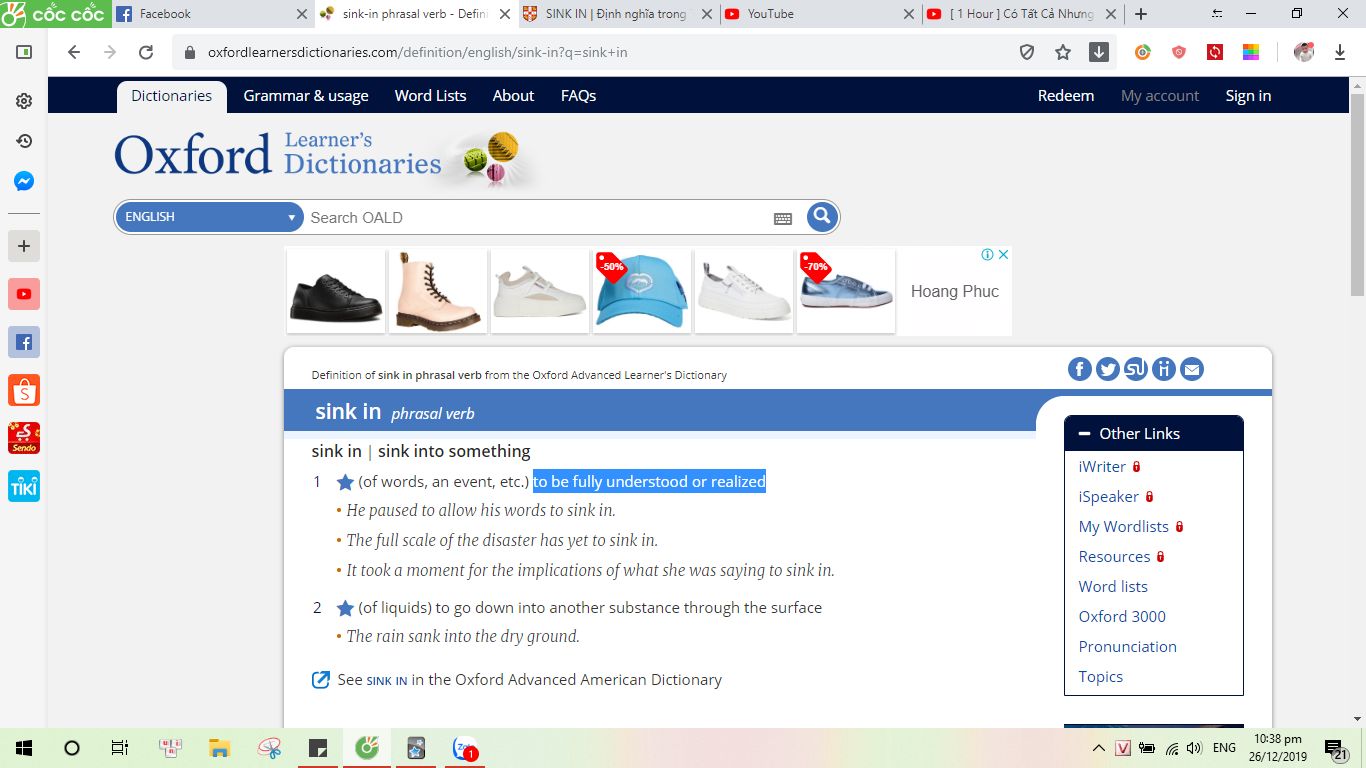 cốc cốc
Facebook
sink-in phrasal verb - Defini
SINK IN | Định nghĩa trong T
YouTube
[ 1 Hour ] Có Tất Cả Nhưng
oxfordlearnersdictionaries.com/definition/english/sink-in?q=sink+in
Dictionaries Grammar & usage Word Lists About FAQs Redeem My account Sign in
Oxford Learner's Dictionaries
ENGLISH
Search OALD
-50%
-70%
Hoang Phuc
Definition of sink in phrasal verb from the Oxford Advanced Learner's Dictionary
sink in phrasal verb
sink in | sink into something
1 (of words, an event, etc.) to be fully understood or realized
• He paused to allow his words to sink in.
• The full scale of the disaster has yet to sink in.
• It took a moment for the implications of what she was saying to sink in.
2 (of liquids) to go down into another substance through the surface
• The rain sank into the dry ground.
See SINK IN in the Oxford Advanced American Dictionary
Other Links
iWriter
iSpeaker
My Wordlists
Resources
Word lists
Oxford 3000
Pronunciation
Topics
Sendo
TIKI
Zalo
1
V
ENG
10:38 pm
26/12/2019
21